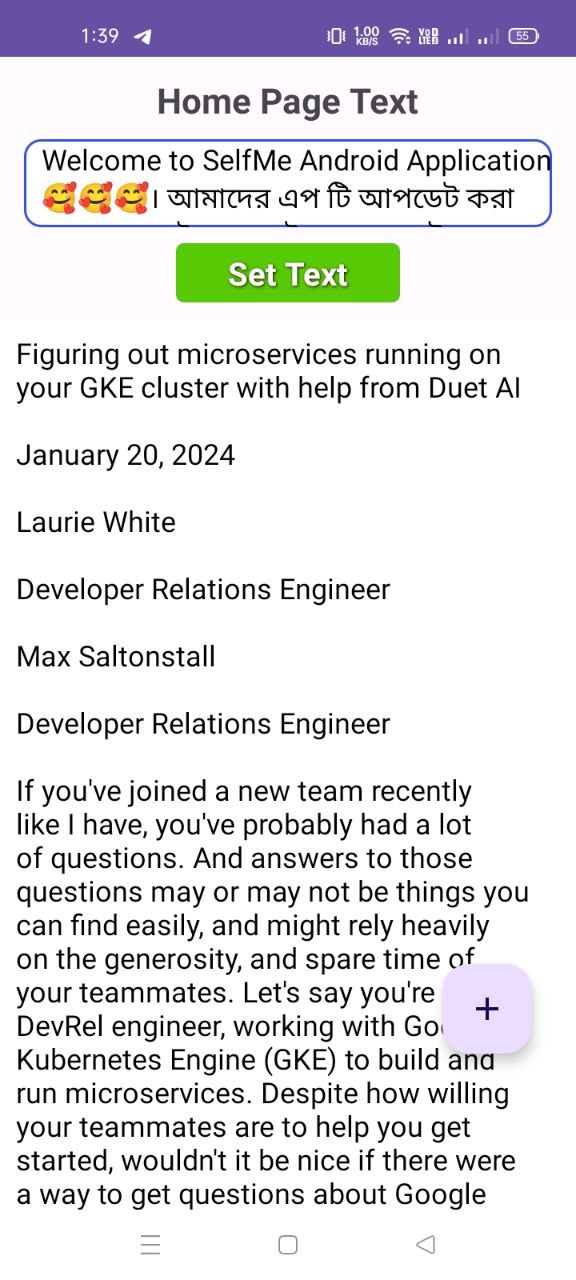 1:39
1.00
KB/S
VoD
LTE2
55
Home Page Text
Welcome to SelfMe Android Application
🥰🥰🥰। আমাদের এপ টি আপডেট করা
Set Text
Figuring out microservices running on
your GKE cluster with help from Duet AI
January 20, 2024
Laurie White
Developer Relations Engineer
Max Saltonstall
Developer Relations Engineer
If you've joined a new team recently
like I have, you've probably had a lot
of questions. And answers to those
questions may or may not be things you
can find easily, and might rely heavily
on the generosity, and spare time of
your teammates. Let's say you're
DevRel engineer, working with
Kubernetes Engine (GKE) to build and
run microservices. Despite how willing
your teammates are to help you get
started, wouldn't it be nice if there were
a way to get questions about Google